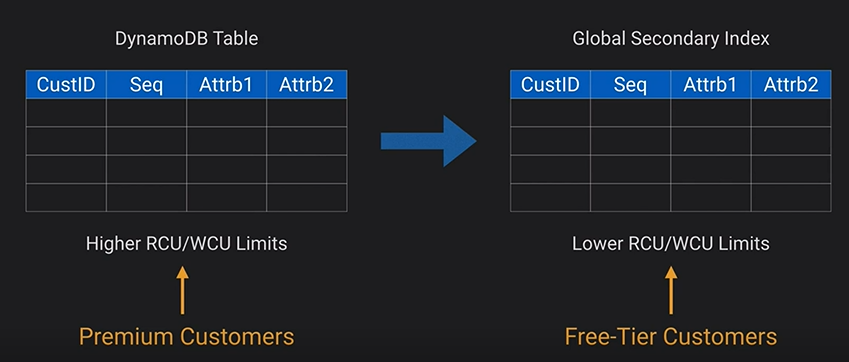 DynamoDB Table
Global Secondary Index
CustID Seq Attrb1 Attrb2
CustID Seq Attrb1 Attrb2
Higher RCU/WCU Limits
Lower RCU/WCU Limits
Premium Customers
Free-Tier Customers